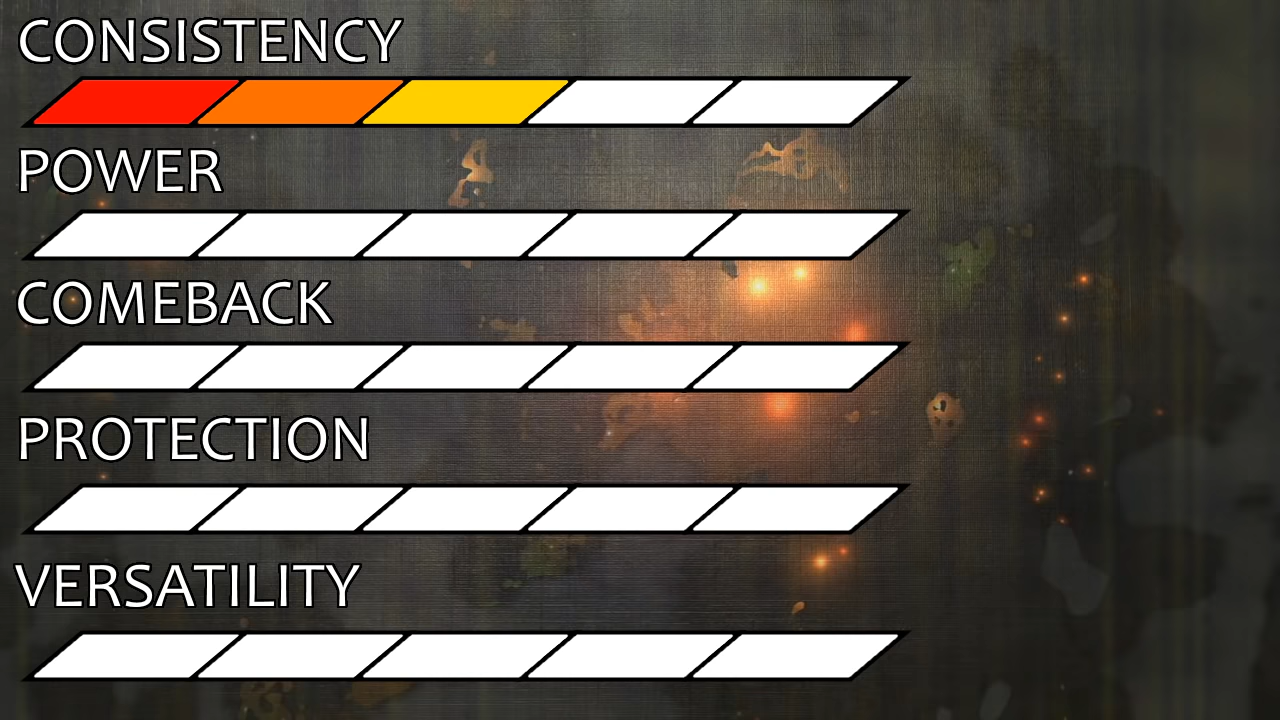 CONSISTENCY
POWER
COMEBACK
PROTECTION
VERSATILITY